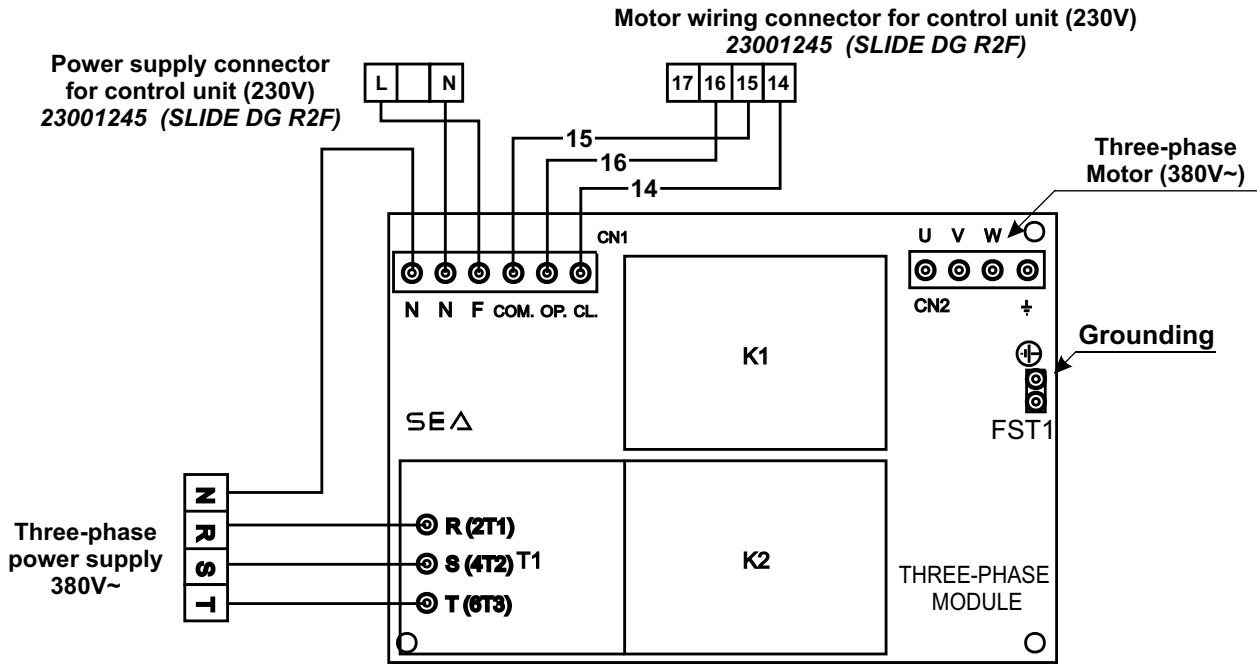 Motor wiring connector for control unit (230V)
23001245 (SLIDE DG R2F)
Power supply connector
for control unit (230V)
23001245 (SLIDE DG R2F)
L N
17 16 15 14
15
16
14
Three-phase
Motor (380V~)
CN1
N N F COM. OP. CL.
U V W
CN2
K1
Grounding
FST1
SEA
Three-phase
power supply
380V~
N
R
S
T
R (2T1)
S (4T2) T1
T (6T3)
K2
THREE-PHASE
MODULE